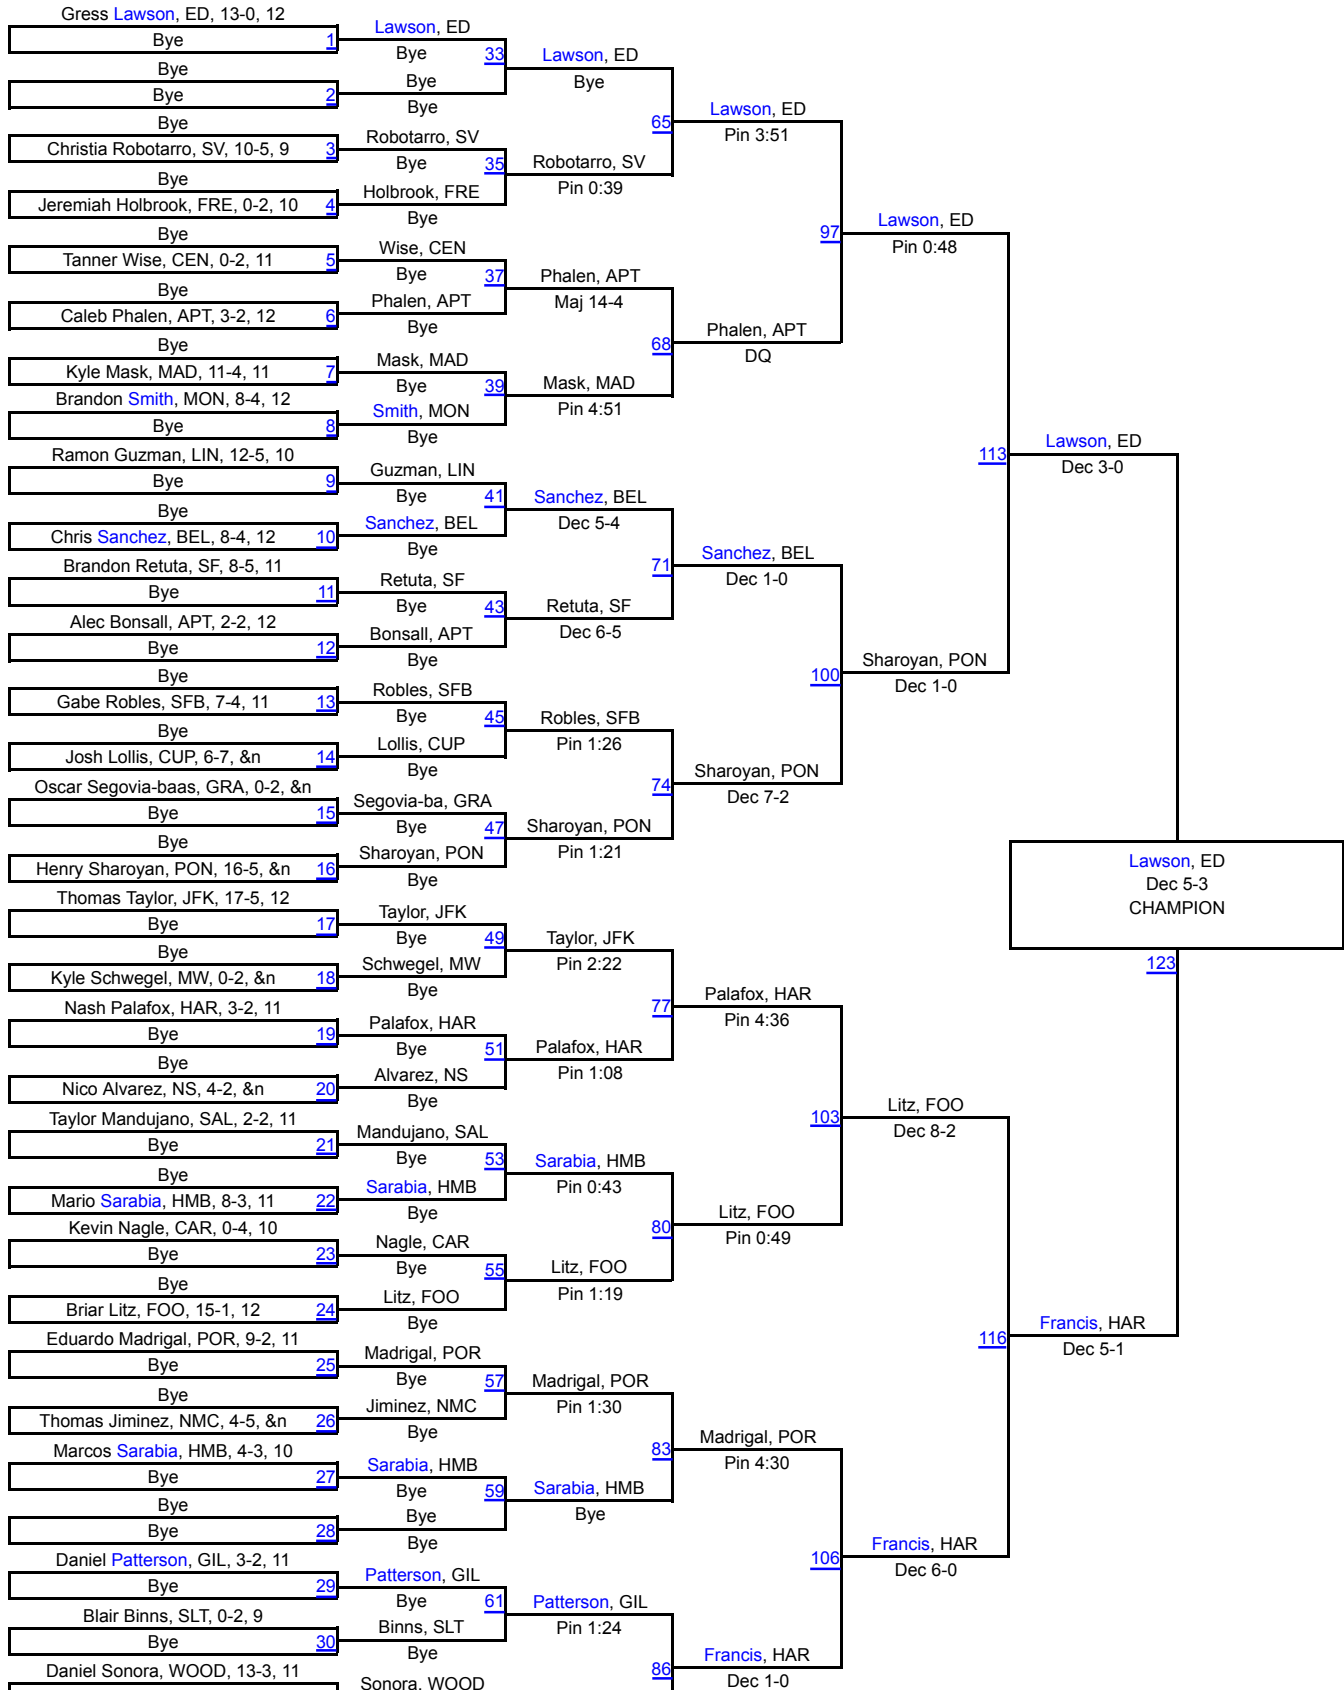 Gress Lawson, ED, 13-0, 12
Bye 1
Bye
Bye 2
Bye
Christia Robotarro, SV, 10-5, 9 3
Bye
Jeremiah Holbrook, FRE, 0-2, 10 4
Bye
Tanner Wise, CEN, 0-2, 11 5
Bye
Caleb Phalen, APT, 3-2, 12 6
Bye
Kyle Mask, MAD, 11-4, 11 7
Brandon Smith, MON, 8-4, 12
Bye 8
Ramon Guzman, LIN, 12-5, 10
Bye 9
Bye
Chris Sanchez, BEL, 8-4, 12 10
Brandon Retuta, SF, 8-5, 11
Bye 11
Alec Bonsall, APT, 2-2, 12
Bye 12
Bye
Gabe Robles, SFB, 7-4, 11 13
Bye
Josh Lollis, CUP, 6-7, &n 14
Oscar Segovia-baas, GRA, 0-2, &n
Bye 15
Bye
Henry Sharoyan, PON, 16-5, &n 16
Thomas Taylor, JFK, 17-5, 12
Bye 17
Bye
Kyle Schwegel, MW, 0-2, &n 18
Nash Palafox, HAR, 3-2, 11
Bye 19
Bye
Nico Alvarez, NS, 4-2, &n 20
Taylor Mandujano, SAL, 2-2, 11
Bye 21
Bye
Mario Sarabia, HMB, 8-3, 11 22
Kevin Nagle, CAR, 0-4, 10
Bye 23
Bye
Briar Litz, FOO, 15-1, 12 24
Eduardo Madrigal, POR, 9-2, 11
Bye 25
Bye
Thomas Jiminez, NMC, 4-5, &n 26
Marcos Sarabia, HMB, 4-3, 10
Bye 27
Bye
Bye 28
Daniel Patterson, GIL, 3-2, 11
Bye 29
Blair Binns, SLT, 0-2, 9
Bye 30
Daniel Sonora, WOOD, 13-3, 11
Lawson, ED
Bye 33
Bye
Bye
Robotarro, SV
Bye 35
Holbrook, FRE
Bye
Wise, CEN
Bye 37
Phalen, APT
Bye
Mask, MAD
Bye 39
Smith, MON
Bye
Guzman, LIN
Bye 41
Sanchez, BEL
Bye
Retuta, SF
Bye 43
Bonsall, APT
Bye
Robles, SFB
Bye 45
Lollis, CUP
Bye
Segovia-ba, GRA
Bye 47
Sharoyan, PON
Bye
Taylor, JFK
Bye 49
Schwegel, MW
Bye
Palafox, HAR
Bye 51
Alvarez, NS
Bye
Mandujano, SAL
Bye 53
Sarabia, HMB
Bye
Nagle, CAR
Bye 55
Litz, FOO
Bye
Madrigal, POR
Bye 57
Jiminez, NMC
Bye
Sarabia, HMB
Bye 59
Bye
Bye
Patterson, GIL
Bye 61
Binns, SLT
Bye
Sonora, WOOD
Lawson, ED
Bye
65
Robotarro, SV
Pin 0:39
Phalen, APT
Maj 14-4
68
Mask, MAD
Pin 4:51
Sanchez, BEL
Dec 5-4
71
Retuta, SF
Dec 6-5
Robles, SFB
Pin 1:26
74
Sharoyan, PON
Pin 1:21
Taylor, JFK
Pin 2:22
77
Palafox, HAR
Pin 1:08
Sarabia, HMB
Pin 0:43
80
Litz, FOO
Pin 1:19
Madrigal, POR
Pin 1:30
83
Sarabia, HMB
Bye
Patterson, GIL
Pin 1:24
86
Lawson, ED
Pin 3:51
97
Phalen, APT
DQ
Sanchez, BEL
Dec 1-0
100
Sharoyan, PON
Dec 7-2
Palafox, HAR
Pin 4:36
103
Litz, FOO
Pin 0:49
Madrigal, POR
Pin 4:30
106
Francis, HAR
Dec 1-0
Lawson, ED
Pin 0:48
113
Sharoyan, PON
Dec 1-0
Litz, FOO
Dec 8-2
116
Francis, HAR
Dec 6-0
Lawson, ED
Dec 3-0
Lawson, ED
Dec 5-3
CHAMPION
123
Francis, HAR
Dec 5-1